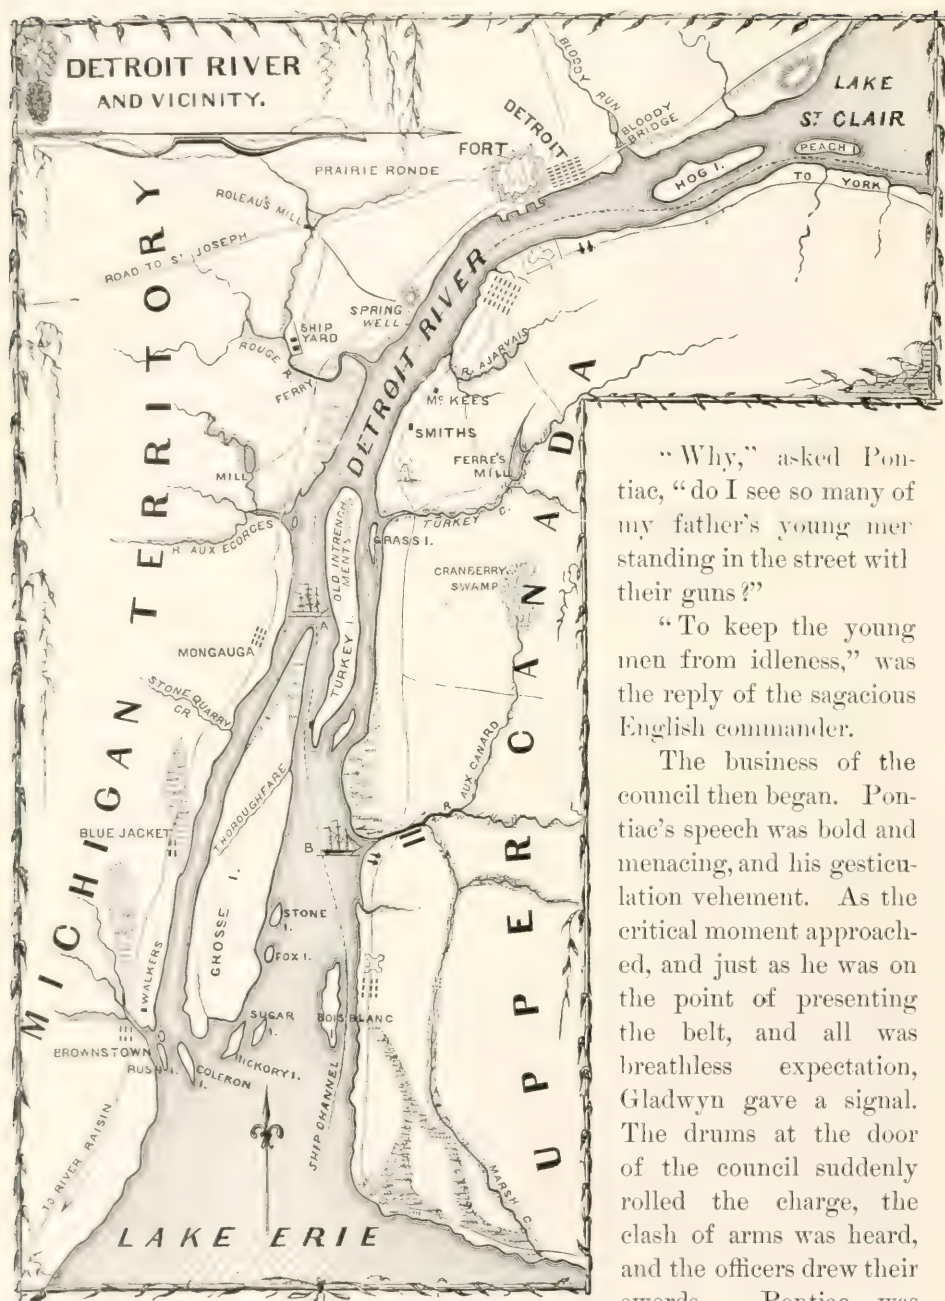 DETROIT RIVER
AND VICINITY.
LAKE
ST CLAIR
PEACH I.
HOG I.
TO YORK
BLOODY RUN
BLOODY
BRIDGE
DETROIT
FORT
PRAIRIE RONDE
ROLEAU'S MILL
ROAD TO ST JOSEPH
SPRING
WELL
SHIP
YARD
ROUGE R.
FERRY
DETROIT RIVER
R. AJARVAIS
Mc KEES
SMITHS
FERRE'S
MILL
MILL
R AUX ECORCES
TURKEY C.
GRASS I.
OLD INTRENCH
MENTS
CRANBERRY
SWAMP
A
MONGAUGA
TURKEY I.
STONE QUARRY
CR.
THOROUGHFARE
R. AUX CANARD
BLUE JACKET
B
GROSSE I.
STONE
I.
FOX I.
WALKERS
SUGAR
I.
BOIS BLANC
BROWNSTOWN
RUSH I.
COLERON
I.
HICKORY I.
SHIP CHANNEL
TO RIVER RAISIN
MARSH C.
LAKE ERIE
MICHIGAN TERRITORY
UPPER CANADA
“Why,” asked Pon-
tiac, “do I see so many of
my father's young mer
standing in the street witl
their guns?”
“To keep the young
men from idleness,” was
the reply of the sagacious
English commander.
The business of the
council then began. Pon-
tiac's speech was bold and
menacing, and his gesticu-
lation vehement. As the
critical moment approach-
ed, and just as he was on
the point of presenting
the belt, and all was
breathless expectation,
Gladwyn gave a signal.
The drums at the door
of the council suddenly
rolled the charge, the
clash of arms was heard,
and the officers drew their
swords. Pontiac was